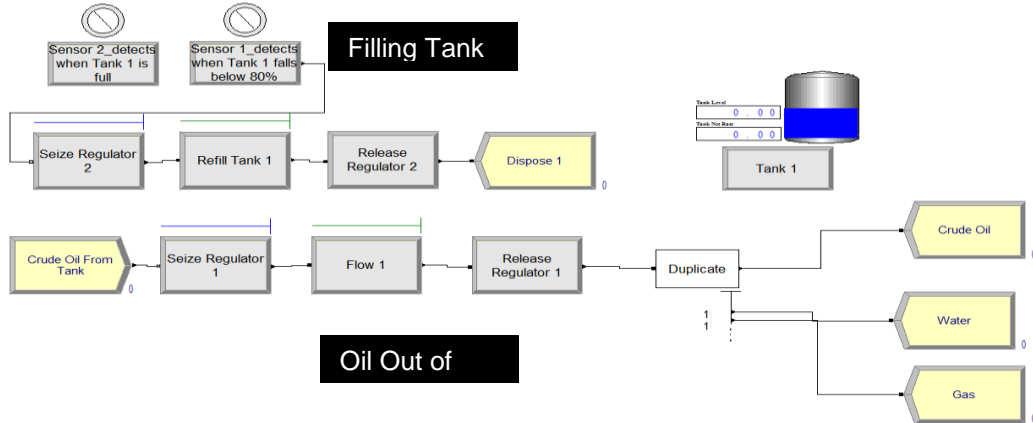 Sensor 2_detects
when Tank 1 is
full
Sensor 1_detects
when Tank 1 falls
below 80%
Filling Tank
Tank Level
0 . 0 0
Tank Net Rate
0 . 0 0
Tank 1
Seize Regulator
2
Refill Tank 1
Release
Regulator 2
Dispose 1
0
Crude Oil From
Tank
0
Seize Regulator
1
Flow 1
Release
Regulator 1
Duplicate
1
1
Crude Oil
0
Water
0
Gas
0
Oil Out of